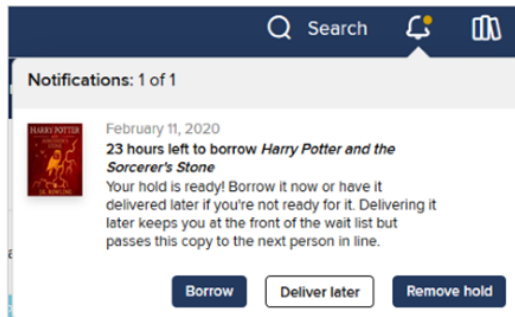 Search
Notifications: 1 of 1
HARRY POTTER
February 11, 2020
23 hours left to borrow Harry Potter and the
Sorcerer's Stone
Your hold is ready! Borrow it now or have it
delivered later if you're not ready for it. Delivering it
later keeps you at the front of the wait list but
passes this copy to the next person in line.
Borrow
Deliver later
Remove hold